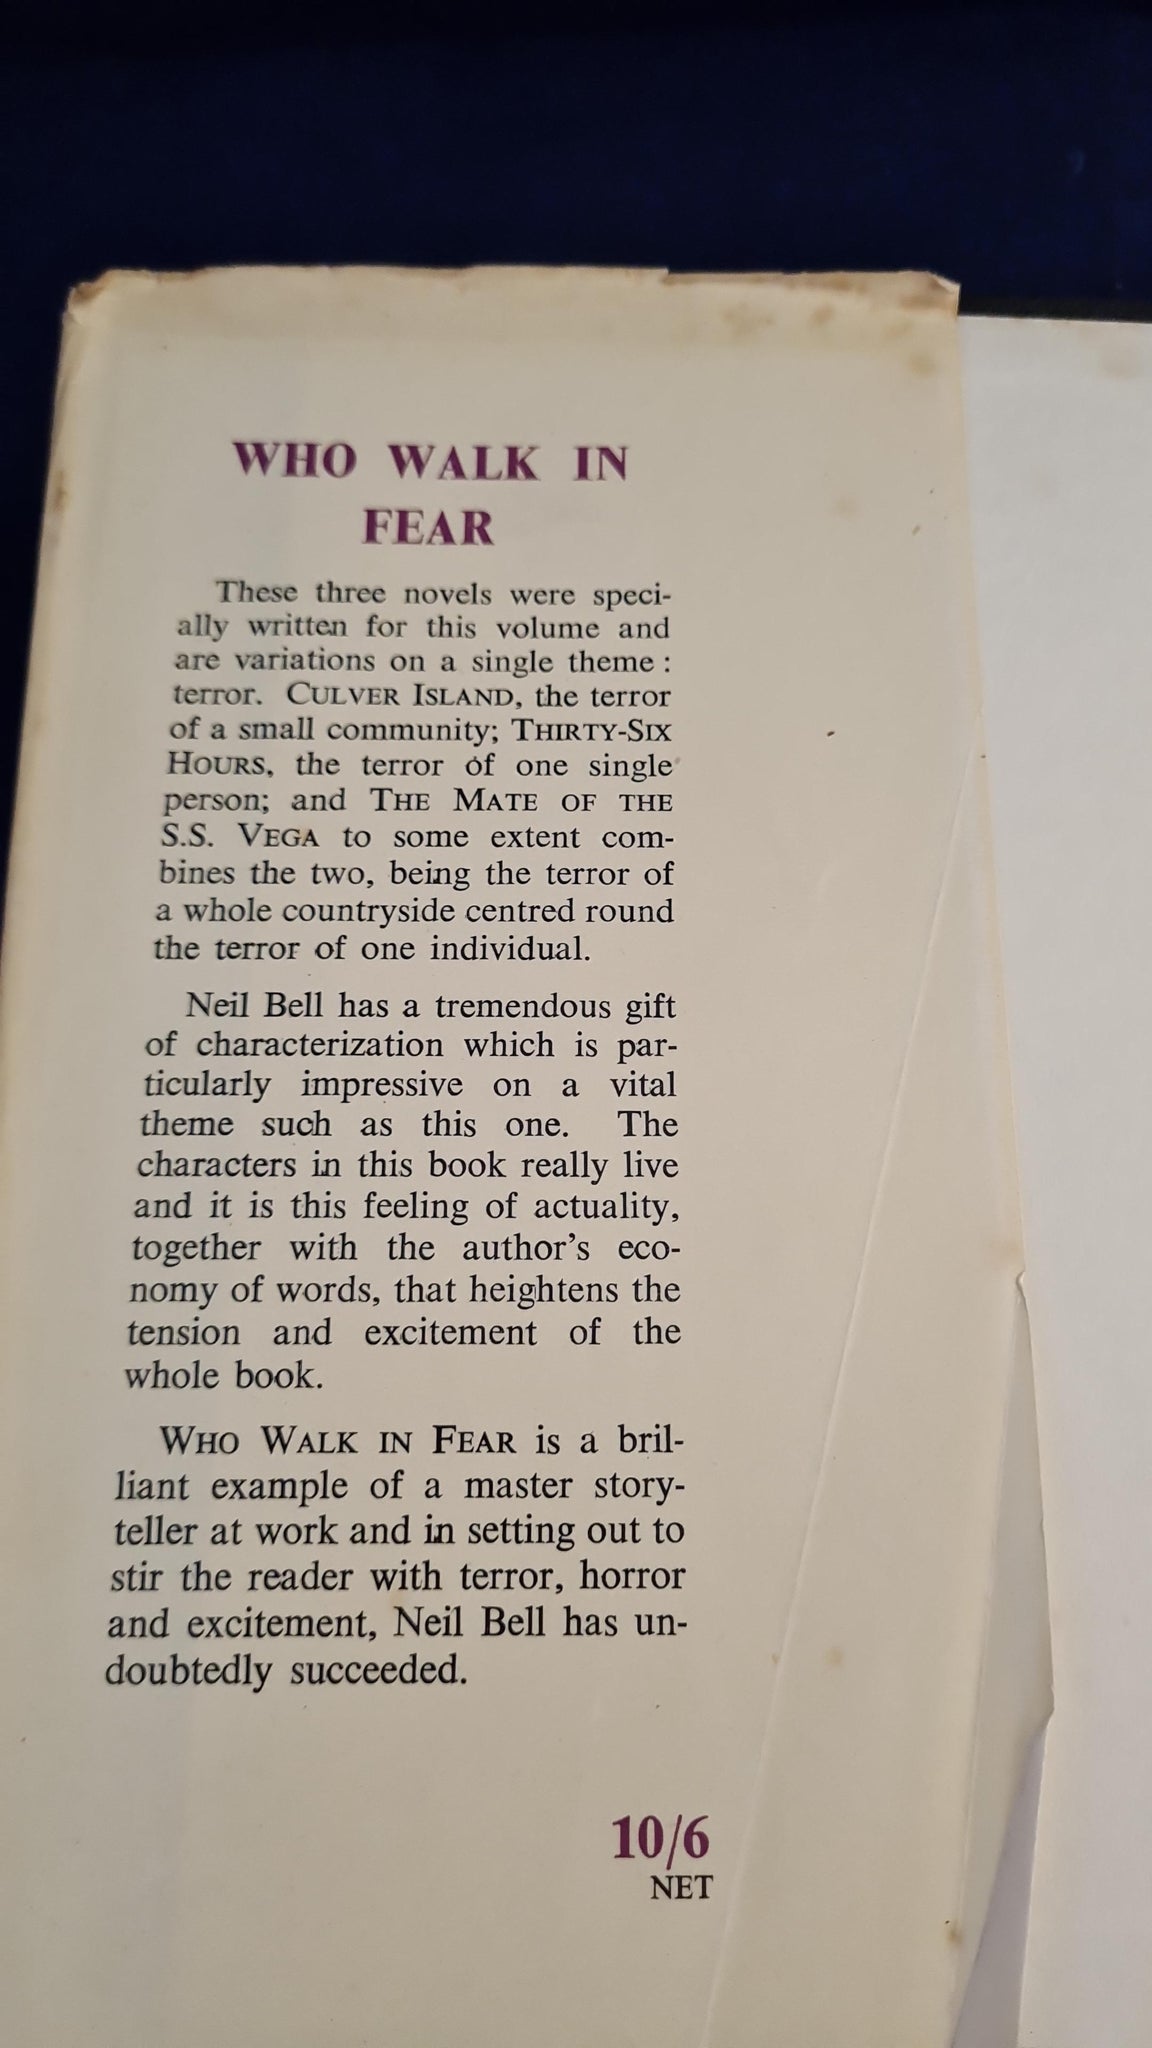 WHO WALK IN
FEAR
These three novels were speci-
ally written for this volume and
are variations on a single theme :
terror. CULVER ISLAND, the terror
of a small community; THIRTY-SIX
HOURS, the terror of one single
person; and THE MATE OF THE
S.S. VEGA to some extent com-
bines the two, being the terror of
a whole countryside centred round
the terror of one individual.
Neil Bell has a tremendous gift
of characterization which is par-
ticularly impressive on a vital
theme such as this one. The
characters in this book really live
and it is this feeling of actuality,
together with the author's eco-
nomy of words, that heightens the
tension and excitement of the
whole book.
WHO WALK IN FEAR is a bril-
liant example of a master story-
teller at work and in setting out to
stir the reader with terror, horror
and excitement, Neil Bell has un-
doubtedly succeeded.
10/6
NET